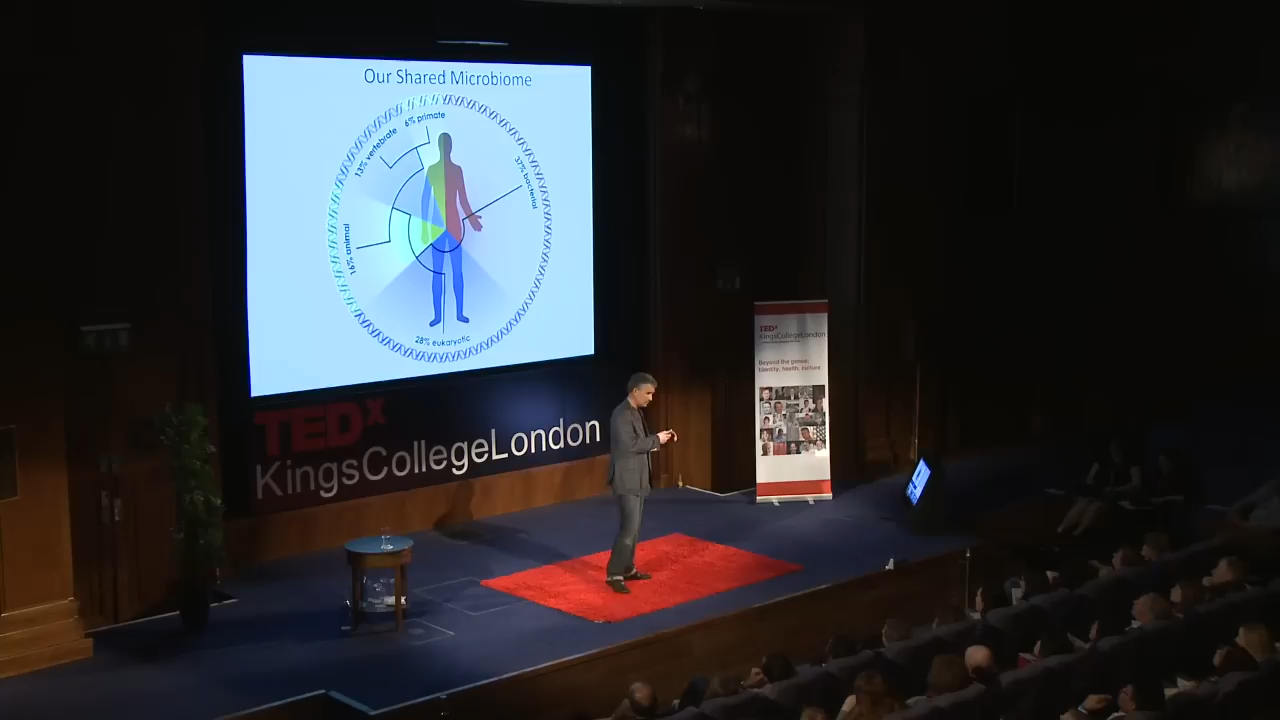 Our Shared Microbiome
6% primate
13% vertebrate
37% bacterial
16% animal
28% eukaryotic
TEDx
KingsCollegeLondon
TEDx
KingsCollegeLondon
Beyond the genes:
Identity, health, culture